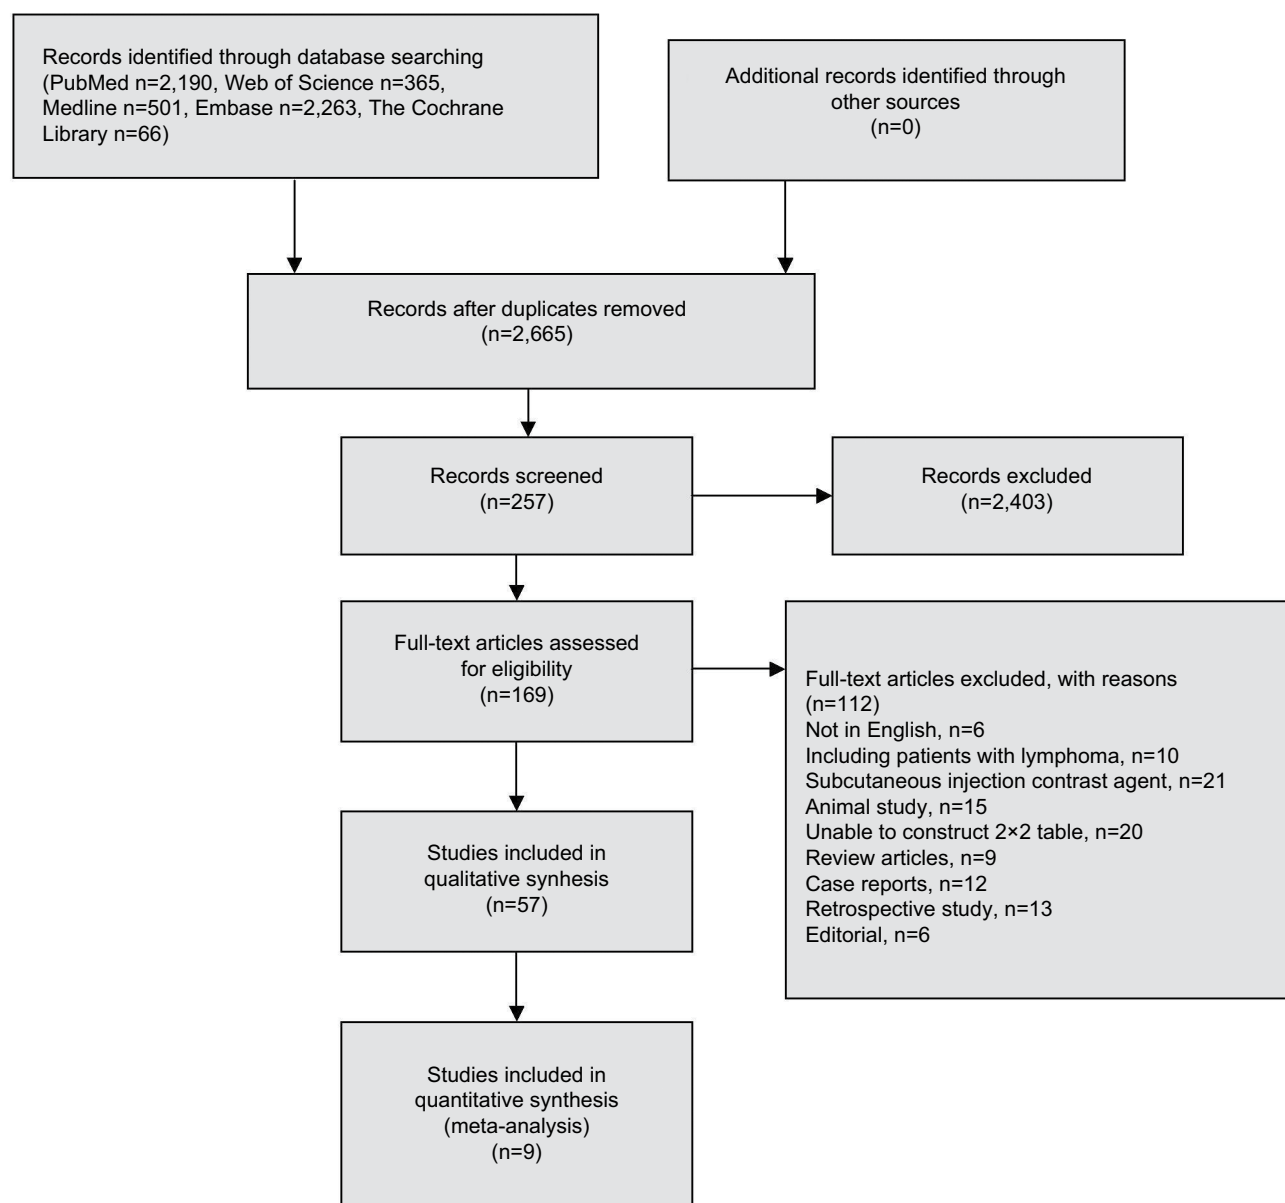 Records identified through database searching
(PubMed n=2,190, Web of Science n=365,
Medline n=501, Embase n=2,263, The Cochrane
Library n=66)
Additional records identified through
other sources
(n=0)
Records after duplicates removed
(n=2,665)
Records screened
(n=257)
Records excluded
(n=2,403)
Full-text articles assessed
for eligibility
(n=169)
Full-text articles excluded, with reasons
(n=112)
Not in English, n=6
Including patients with lymphoma, n=10
Subcutaneous injection contrast agent, n=21
Animal study, n=15
Unable to construct 2×2 table, n=20
Review articles, n=9
Case reports, n=12
Retrospective study, n=13
Editorial, n=6
Studies included in
qualitative synhesis
(n=57)
Studies included in
quantitative synthesis
(meta-analysis)
(n=9)